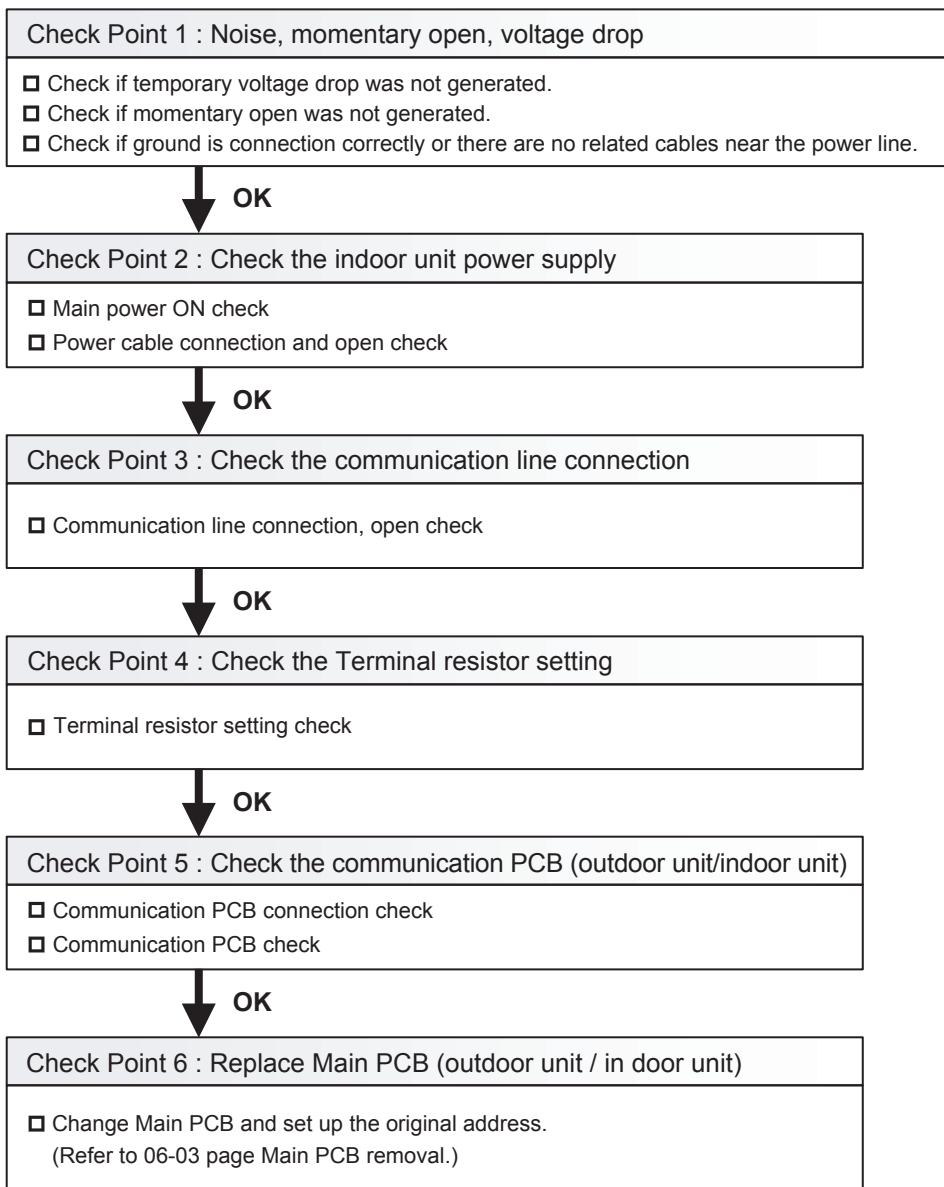 Check Point 1 : Noise, momentary open, voltage drop
Check if temporary voltage drop was not generated.
Check if momentary open was not generated.
Check if ground is connection correctly or there are no related cables near the power line.
OK
Check Point 2 : Check the indoor unit power supply
Main power ON check
Power cable connection and open check
OK
Check Point 3 : Check the communication line connection
Communication line connection, open check
OK
Check Point 4 : Check the Terminal resistor setting
Terminal resistor setting check
OK
Check Point 5 : Check the communication PCB (outdoor unit/indoor unit)
Communication PCB connection check
Communication PCB check
OK
Check Point 6 : Replace Main PCB (outdoor unit / in door unit)
Change Main PCB and set up the original address.
(Refer to 06-03 page Main PCB removal.)